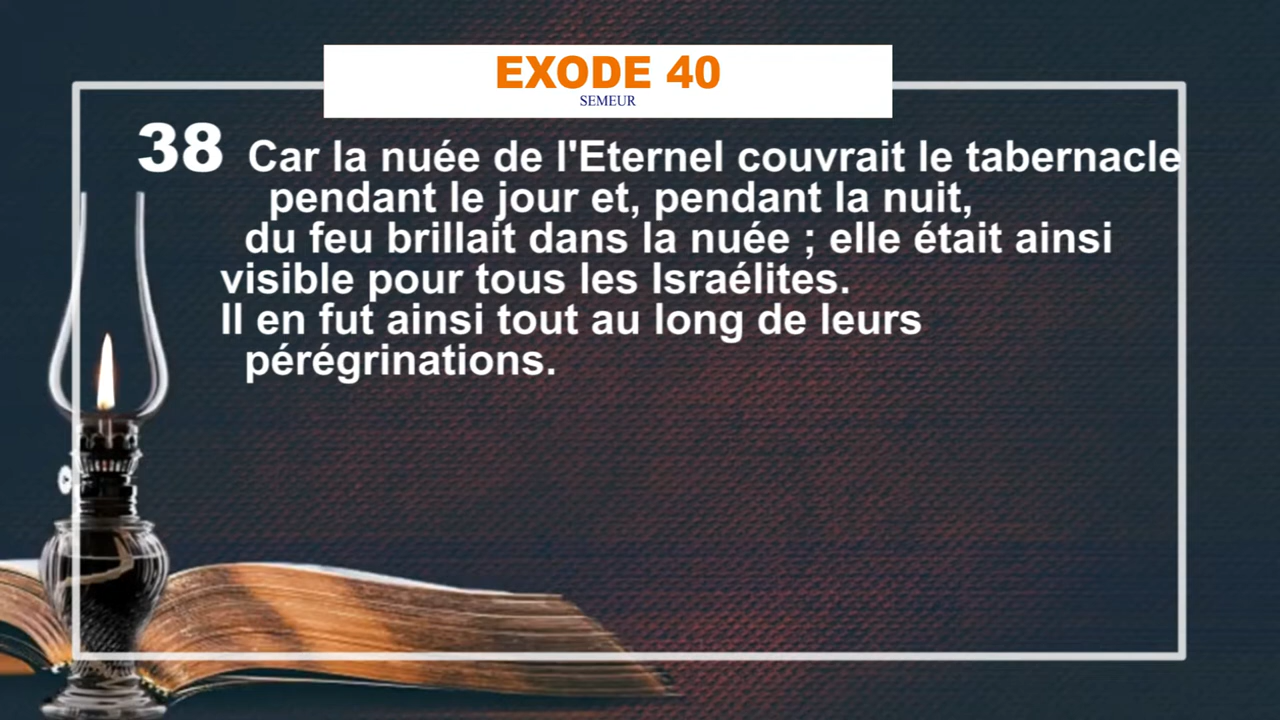 EXODE 40
SEMEUR
38 Car la nuée de l'Eternel couvrait le tabernacle
pendant le jour et, pendant la nuit,
du feu brillait dans la nuée ; elle était ainsi
visible pour tous les Israélites.
Il en fut ainsi tout au long de leurs
pérégrinations.